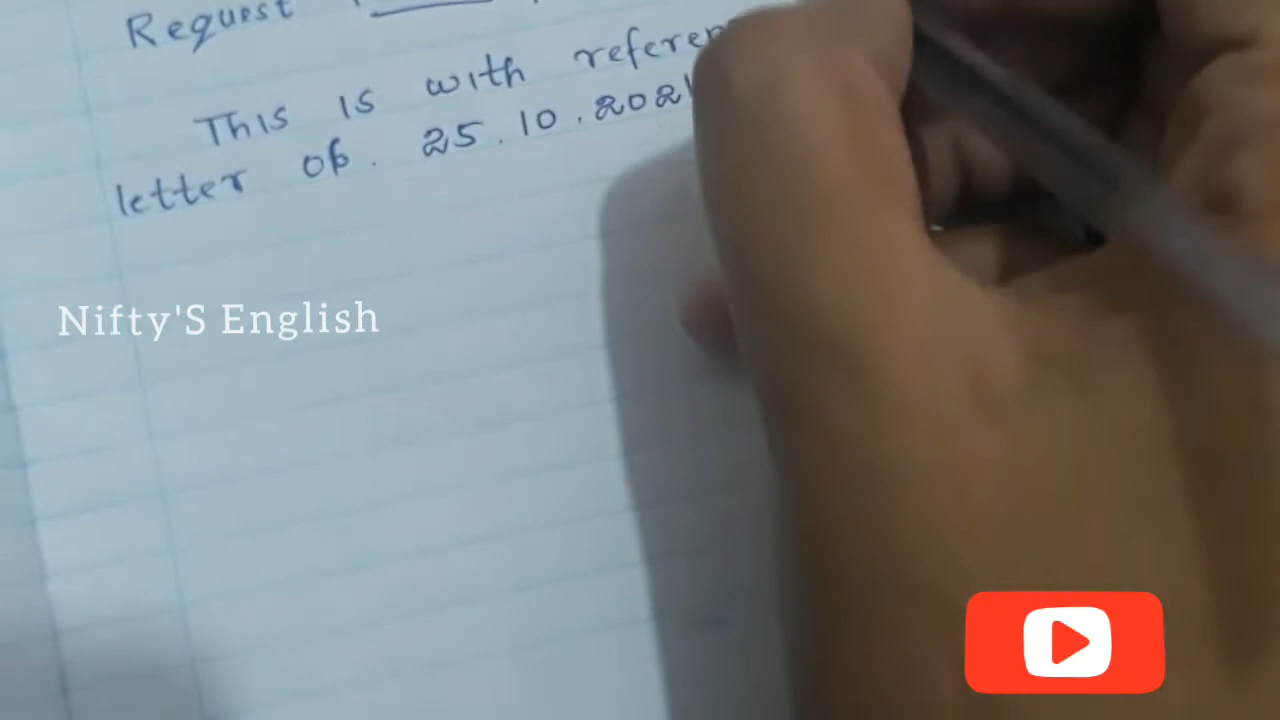 Request
This is with referen
letter of. 25.10.2021
Nifty'S English